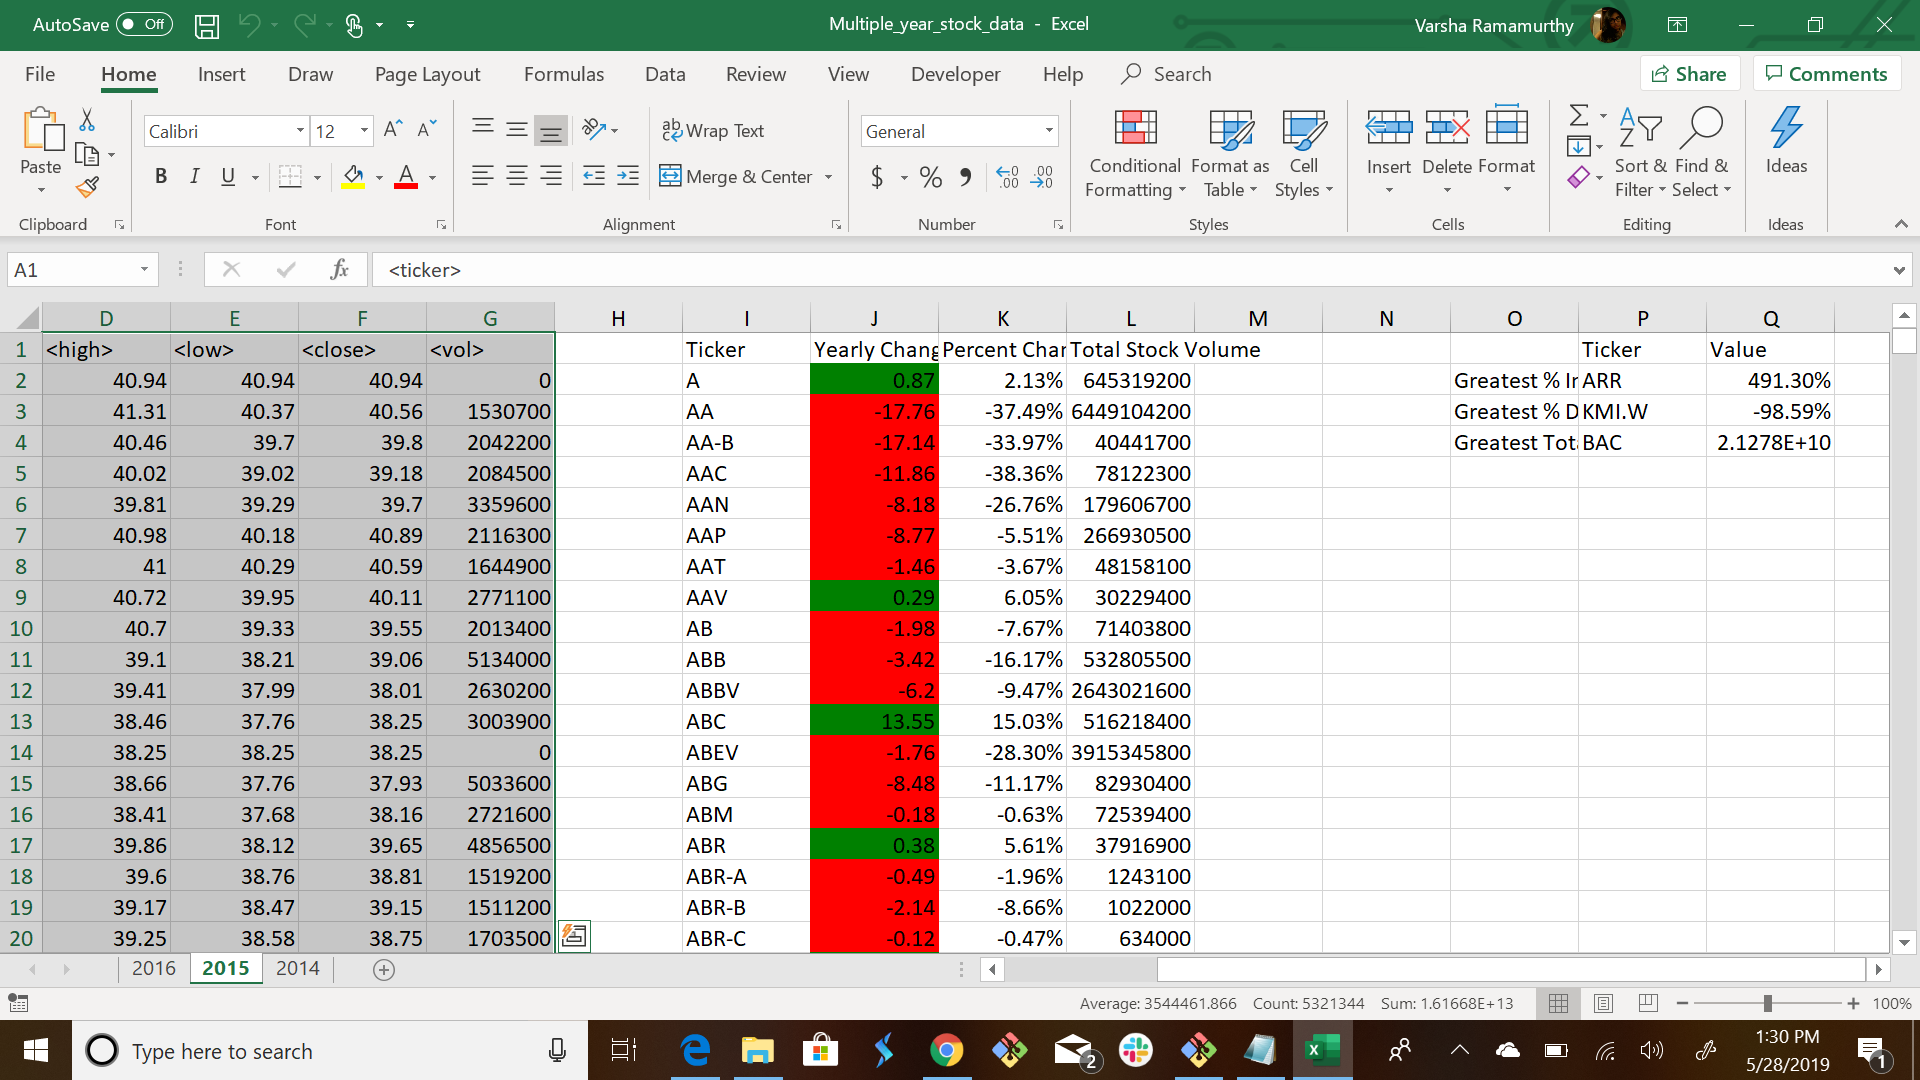 AutoSave Off
Multiple_year_stock_data - Excel
Varsha Ramamurthy
File Home Insert Draw Page Layout Formulas Data Review View Developer Help Search Share Comments
Paste
Clipboard
Calibri 12
B I U
Font
Wrap Text
Merge & Center
Alignment
General
$ % 9
Number
Conditional Formatting
Format as Table
Cell Styles
Styles
Insert Delete Format
Cells
Sort & Filter
Find & Select
Editing
Ideas
Ideas
A1 fx <ticker>
D E F G H I J K L M N O P Q
1 <high> <low> <close> <vol> Ticker Yearly Chang Percent Char Total Stock Volume Ticker Value
2 40.94 40.94 40.94 0 A 0.87 2.13% 645319200 Greatest % Ir ARR 491.30%
3 41.31 40.37 40.56 1530700 AA -17.76 -37.49% 6449104200 Greatest % D KMI.W -98.59%
4 40.46 39.7 39.8 2042200 AA-B -17.14 -33.97% 40441700 Greatest Tot BAC 2.1278E+10
5 40.02 39.02 39.18 2084500 AAC -11.86 -38.36% 78122300
6 39.81 39.29 39.7 3359600 AAN -8.18 -26.76% 179606700
7 40.98 40.18 40.89 2116300 AAP -8.77 -5.51% 266930500
8 41 40.29 40.59 1644900 AAT -1.46 -3.67% 48158100
9 40.72 39.95 40.11 2771100 AAV 0.29 6.05% 30229400
10 40.7 39.33 39.55 2013400 AB -1.98 -7.67% 71403800
11 39.1 38.21 39.06 5134000 ABB -3.42 -16.17% 532805500
12 39.41 37.99 38.01 2630200 ABBV -6.2 -9.47% 2643021600
13 38.46 37.76 38.25 3003900 ABC 13.55 15.03% 516218400
14 38.25 38.25 38.25 0 ABEV -1.76 -28.30% 3915345800
15 38.66 37.76 37.93 5033600 ABG -8.48 -11.17% 82930400
16 38.41 37.68 38.16 2721600 ABM -0.18 -0.63% 72539400
17 39.86 38.12 39.65 4856500 ABR 0.38 5.61% 37916900
18 39.6 38.76 38.81 1519200 ABR-A -0.49 -1.96% 1243100
19 39.17 38.47 39.15 1511200 ABR-B -2.14 -8.66% 1022000
20 39.25 38.58 38.75 1703500 ABR-C -0.12 -0.47% 634000
2016 2015 2014
Average: 3544461.866 Count: 5321344 Sum: 1.61668E+13 100%
Type here to search
2
1:30 PM
5/28/2019
1